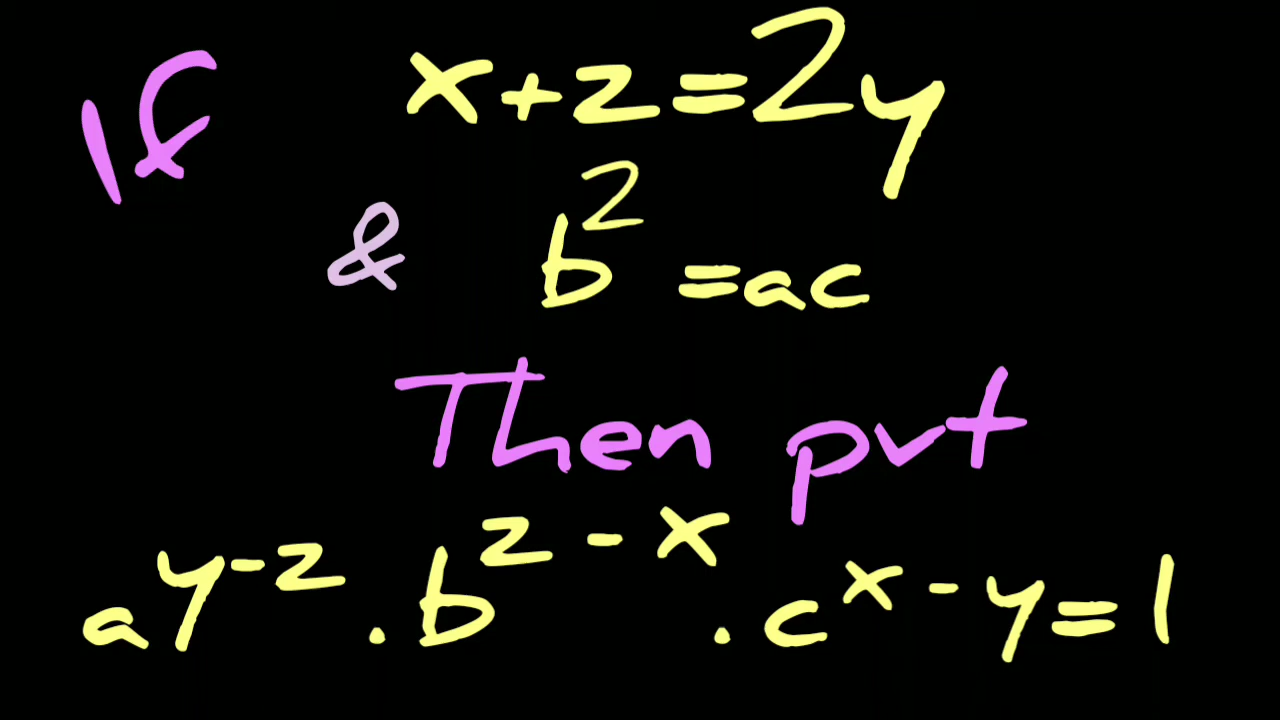 If x+z=2y
& b²=ac
Then pvt
a^{y-z} . b^{z-x} . c^{x-y}=1